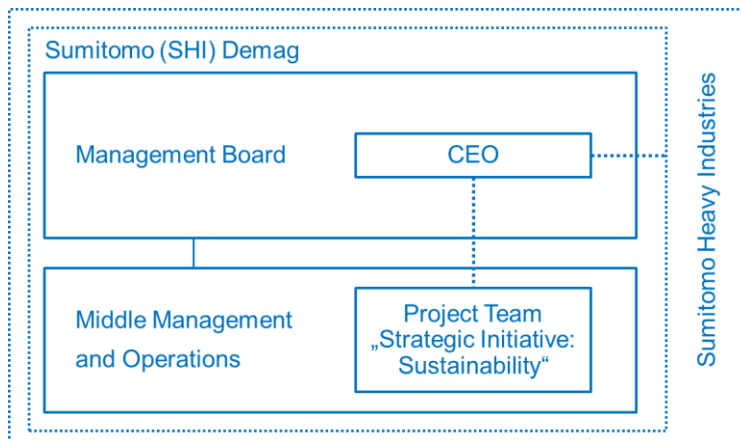 Sumitomo (SHI) Demag
Management Board
CEO
Middle Management
and Operations
Project Team
„Strategic Initiative:
Sustainability“
Sumitomo Heavy Industries